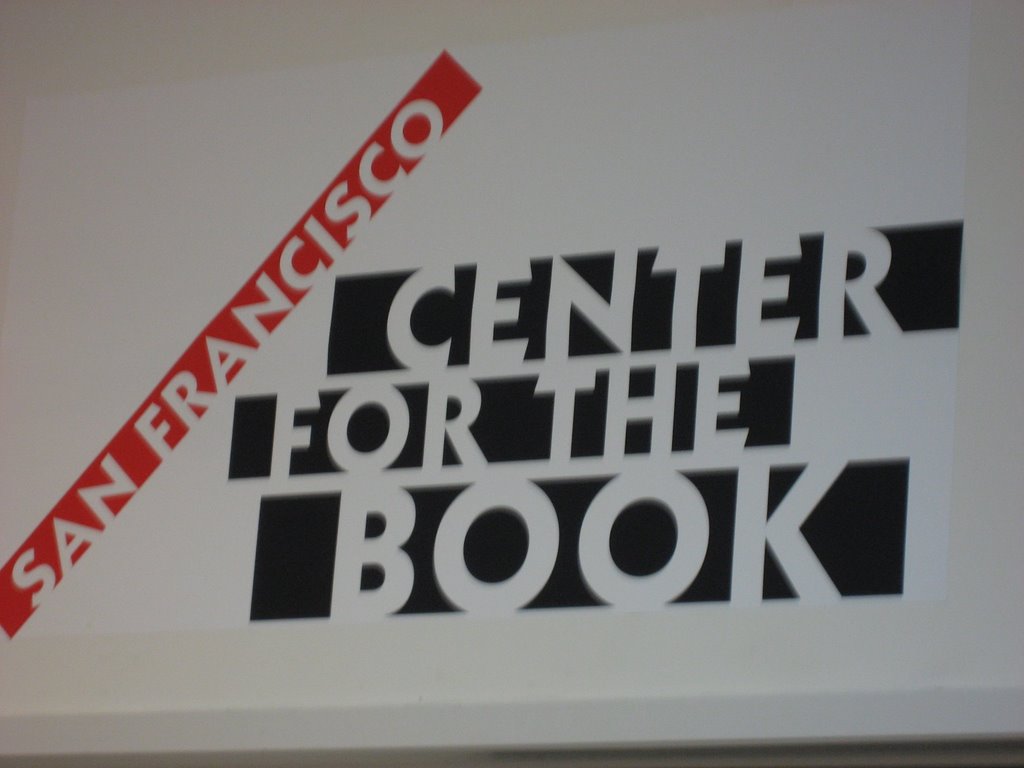 SAN FRANCISCO
CENTER
FOR THE
BOOK